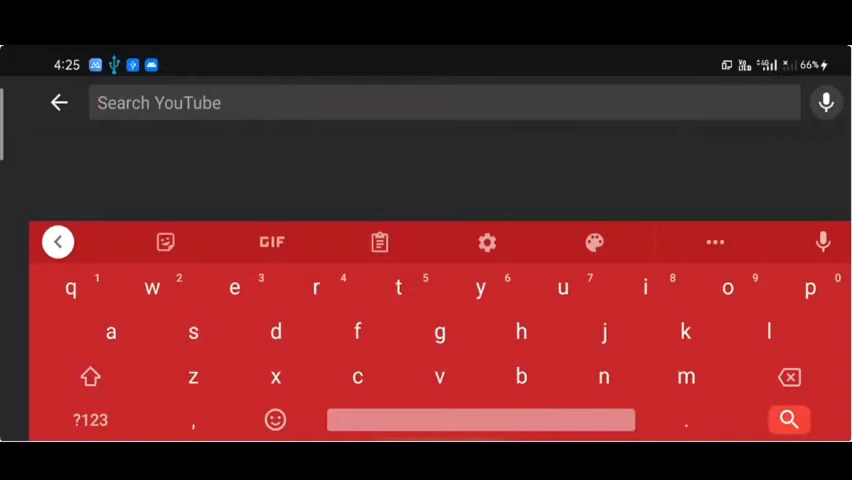 4:25 66%
Search YouTube
GIF
1 2 3 4 5 6 7 8 9 0
q w e r t y u i o p
a s d f g h j k l
z x c v b n m
?123 , .